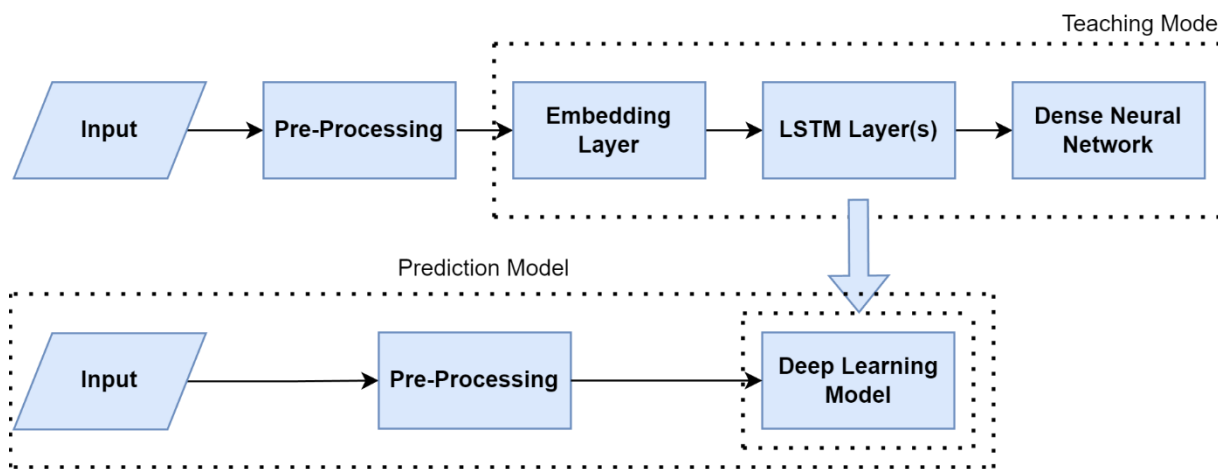 Teaching Mode
Input
Pre-Processing
Embedding
Layer
LSTM Layer(s)
Dense Neural
Network
Prediction Model
Input
Pre-Processing
Deep Learning
Model